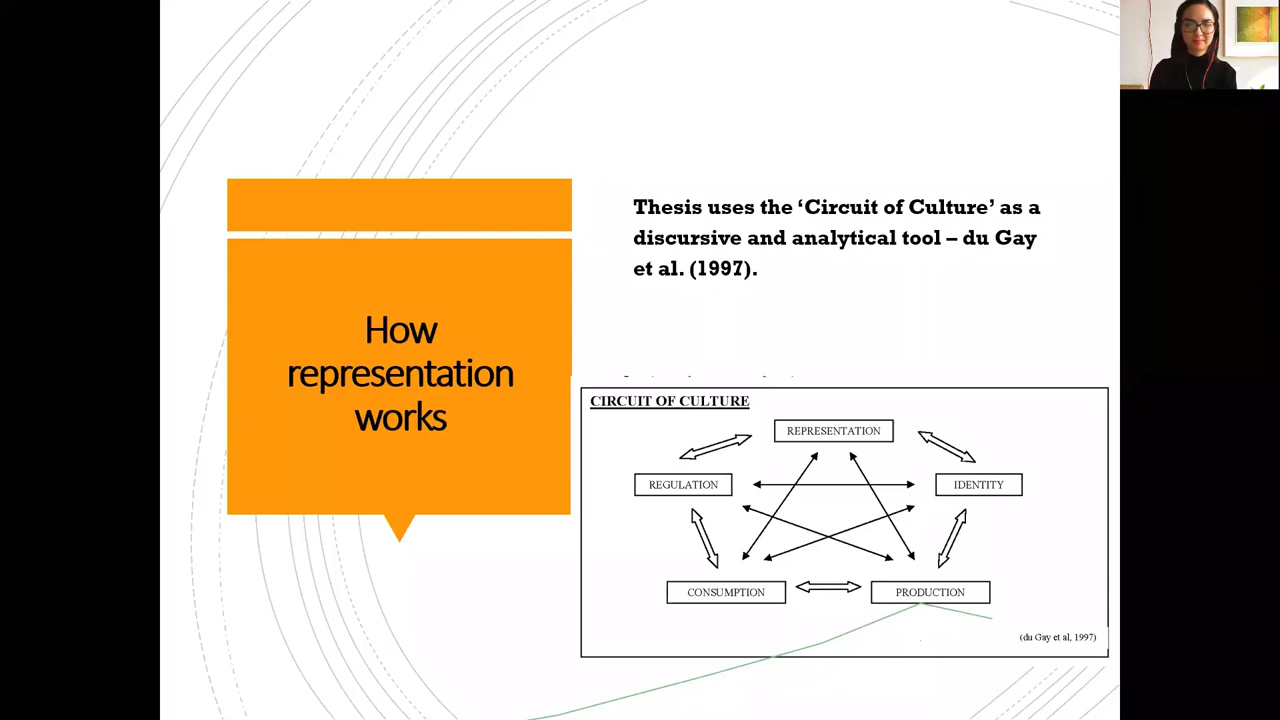 How
representation
works
Thesis uses the ‘Circuit of Culture’ as a
discursive and analytical tool – du Gay
et al. (1997).
CIRCUIT OF CULTURE
REPRESENTATION
REGULATION
IDENTITY
CONSUMPTION
PRODUCTION
(du Gay et al, 1997)